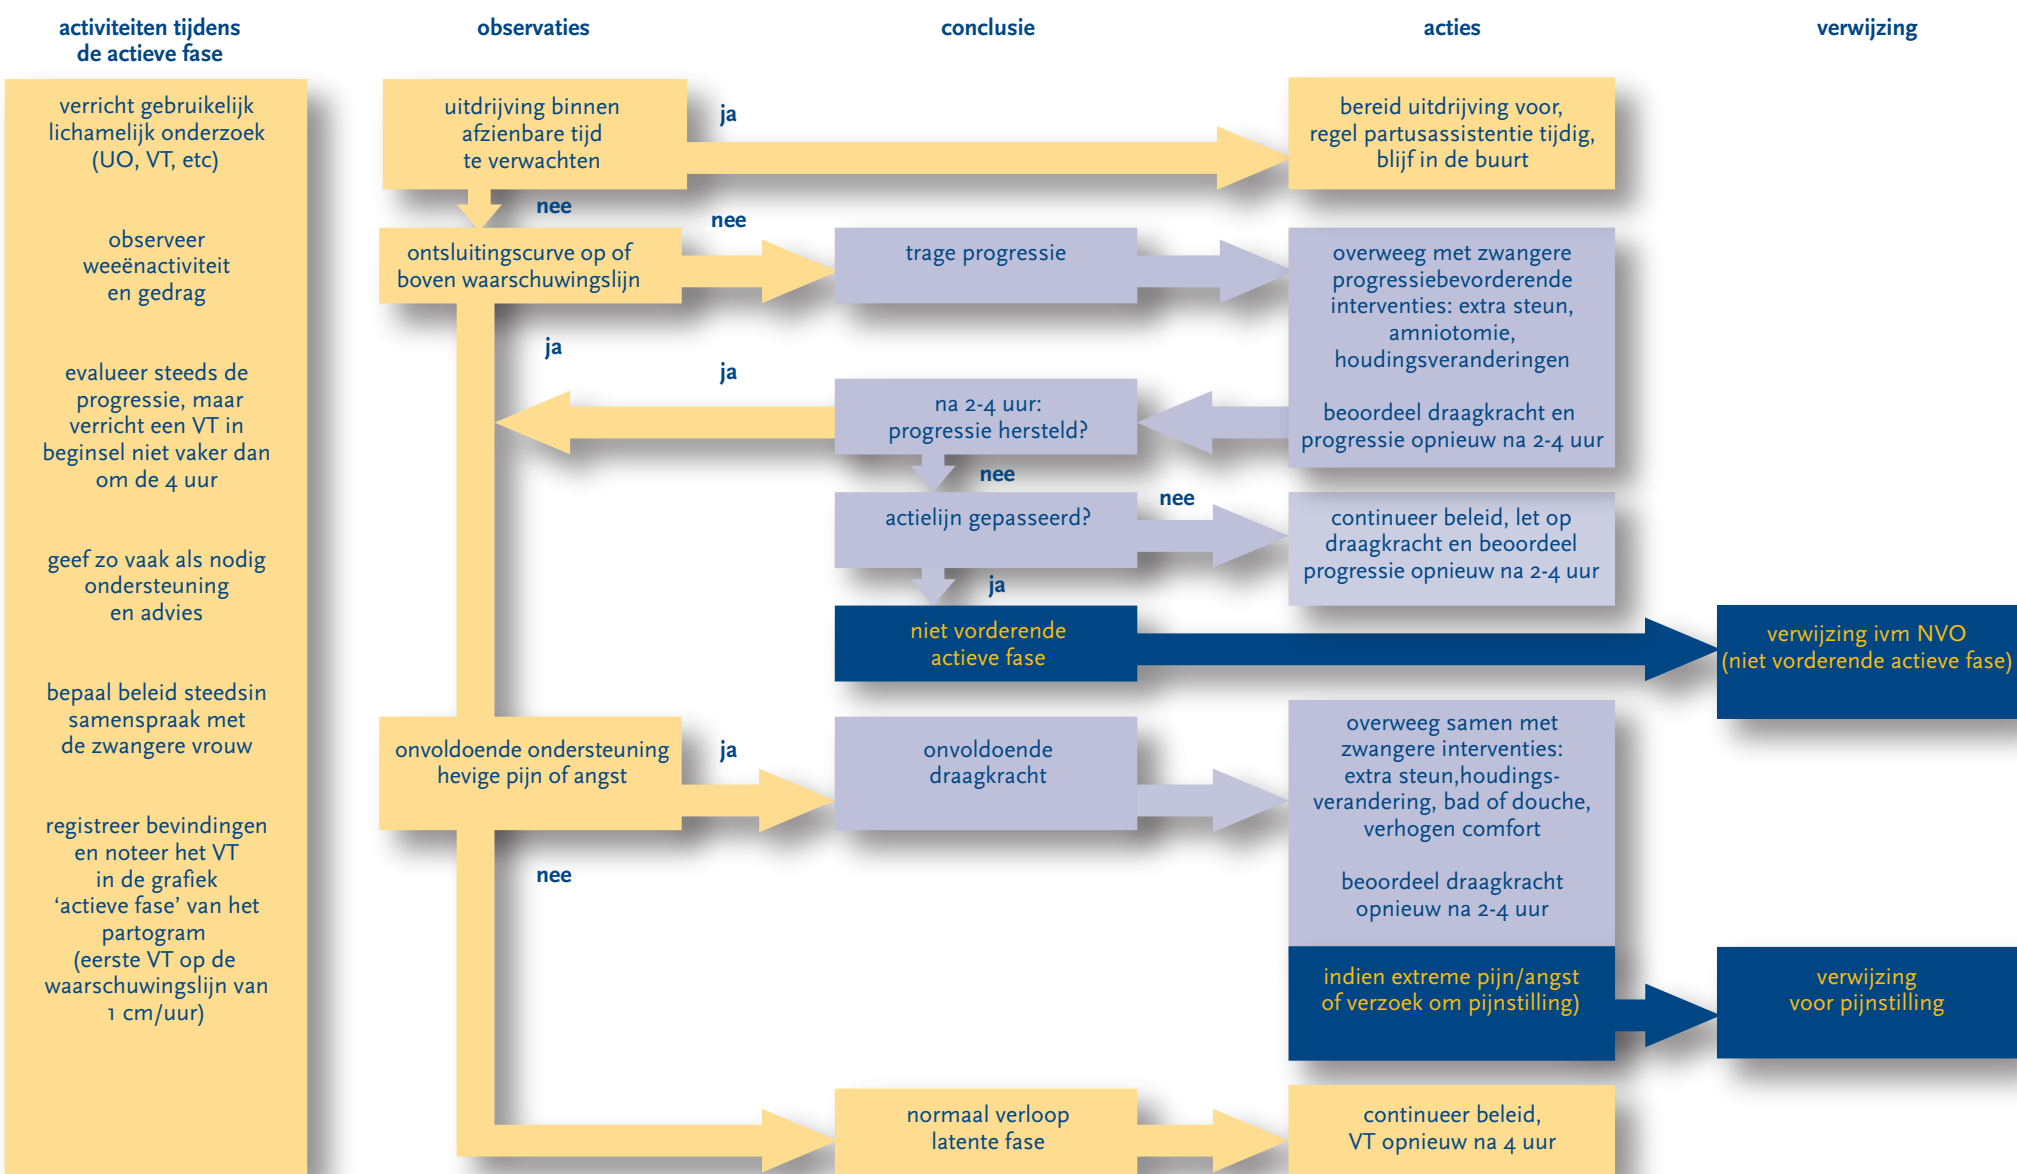 activiteiten tijdens
de actieve fase
observaties
conclusie
acties
verwijzing
verricht gebruikelijk
lichamelijk onderzoek
(UO, VT, etc)
observeer
weeënactiviteit
en gedrag
evalueer steeds de
progressie, maar
verricht een VT in
beginsel niet vaker dan
om de 4 uur
geef zo vaak als nodig
ondersteuning
en advies
bepaal beleid steedsin
samenspraak met
de zwangere vrouw
registreer bevindingen
en noteer het VT
in de grafiek
‘actieve fase’ van het
partogram
(eerste VT op de
waarschuwingslijn van
1 cm/uur)
uitdrijving binnen
afzienbare tijd
te verwachten
ja
bereid uitdrijving voor,
regel partusassistentie tijdig,
blijf in de buurt
nee
ontsluitingscurve op of
boven waarschuwingslijn
nee
trage progressie
overweeg met zwangere
progressiebevorderende
interventies: extra steun,
amniotomie,
houdingsveranderingen
beoordeel draagkracht en
progressie opnieuw na 2-4 uur
ja
ja
na 2-4 uur:
progressie hersteld?
nee
actielijn gepasseerd?
nee
continueer beleid, let op
draagkracht en beoordeel
progressie opnieuw na 2-4 uur
ja
niet vorderende
actieve fase
verwijzing ivm NVO
(niet vorderende actieve fase)
onvoldoende ondersteuning
hevige pijn of angst
ja
onvoldoende
draagkracht
overweeg samen met
zwangere interventies:
extra steun,houdings-
verandering, bad of douche,
verhogen comfort
beoordeel draagkracht
opnieuw na 2-4 uur
indien extreme pijn/angst
of verzoek om pijnstilling)
verwijzing
voor pijnstilling
nee
normaal verloop
latente fase
continueer beleid,
VT opnieuw na 4 uur